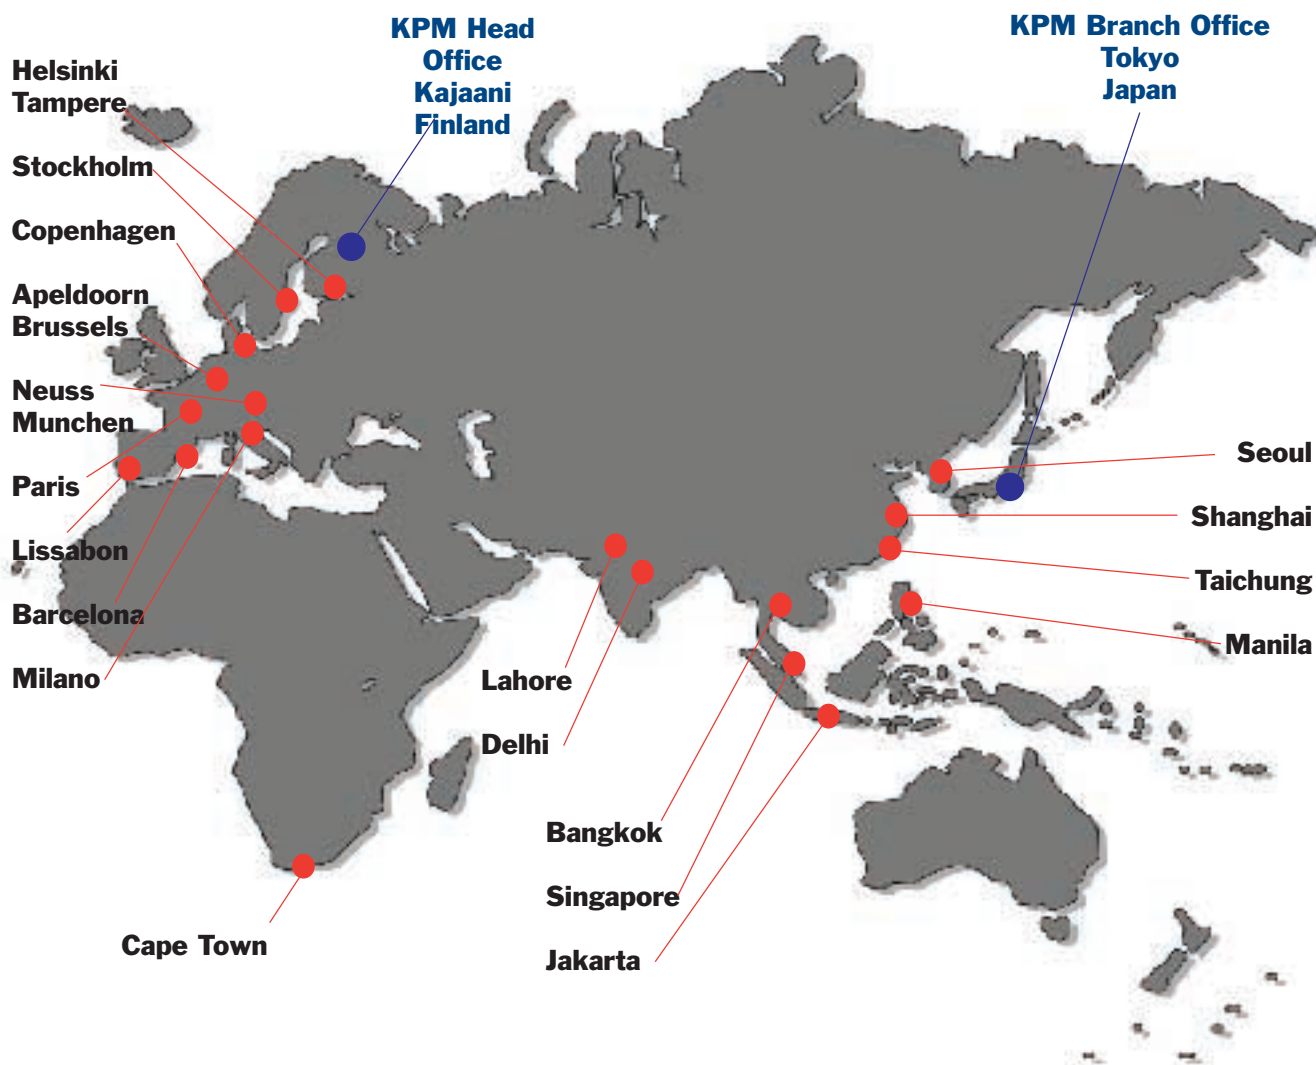 KPM Head
Office
Kajaani
Finland
KPM Branch Office
Tokyo
Japan
Helsinki
Tampere
Stockholm
Copenhagen
Apeldoorn
Brussels
Neuss
Munchen
Paris
Lissabon
Barcelona
Milano
Cape Town
Lahore
Delhi
Bangkok
Singapore
Jakarta
Seoul
Shanghai
Taichung
Manila